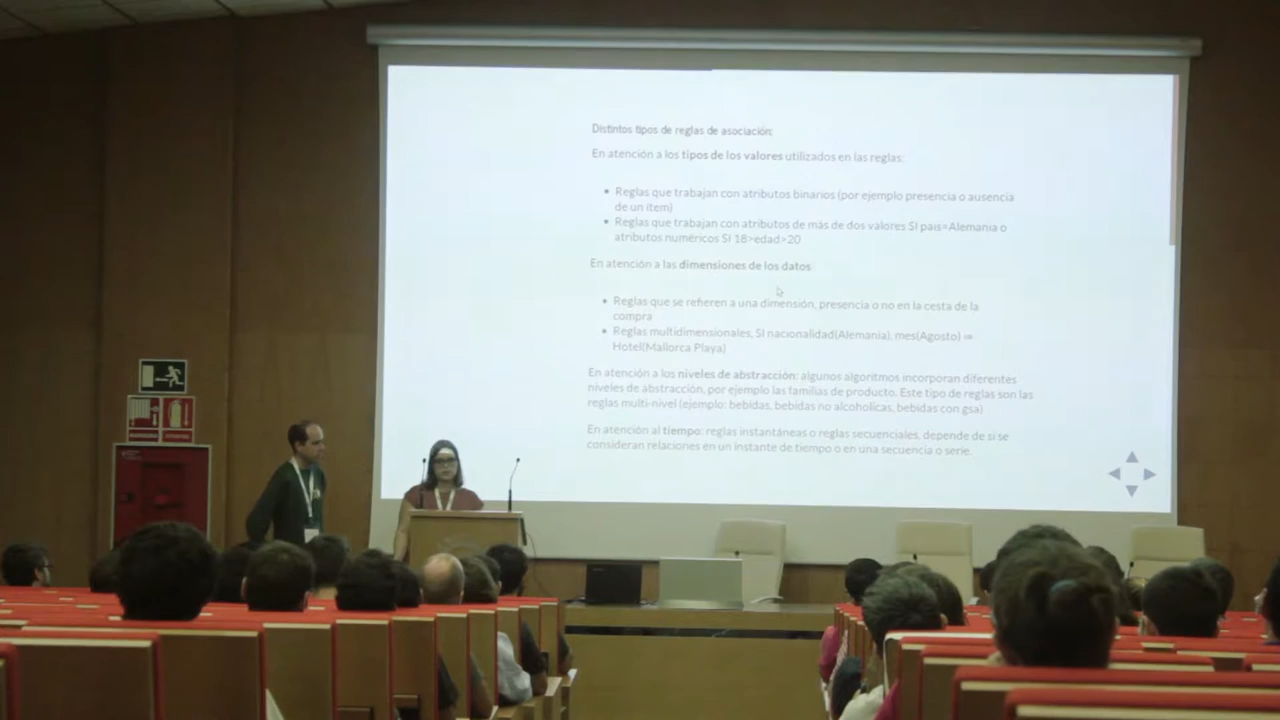 Distintos tipos de reglas de asociación:
En atención a los tipos de los valores utilizados en las reglas:
Reglas que trabajan con atributos binarios (por ejemplo presencia o ausencia
de un ítem)
Reglas que trabajan con atributos de más de dos valores SI pais=Alemania o
atributos numéricos SI 18>edad>20
En atención a las dimensiones de los datos
Reglas que se refieren a una dimensión, presencia o no en la cesta de la
compra
Reglas multidimensionales, SI nacionalidad(Alemania), mes(Agosto) ⇒
Hotel(Mallorca Playa)
En atención a los niveles de abstracción: algunos algoritmos incorporan diferentes
niveles de abstracción, por ejemplo las familias de producto. Este tipo de reglas son las
reglas multi-nivel (ejemplo: bebidas, bebidas no alcoholicas, bebidas con gsa)
En atención al tiempo: reglas instantáneas o reglas secuenciales, depende de si se
consideran relaciones en un instante de tiempo o en una secuencia o serie.